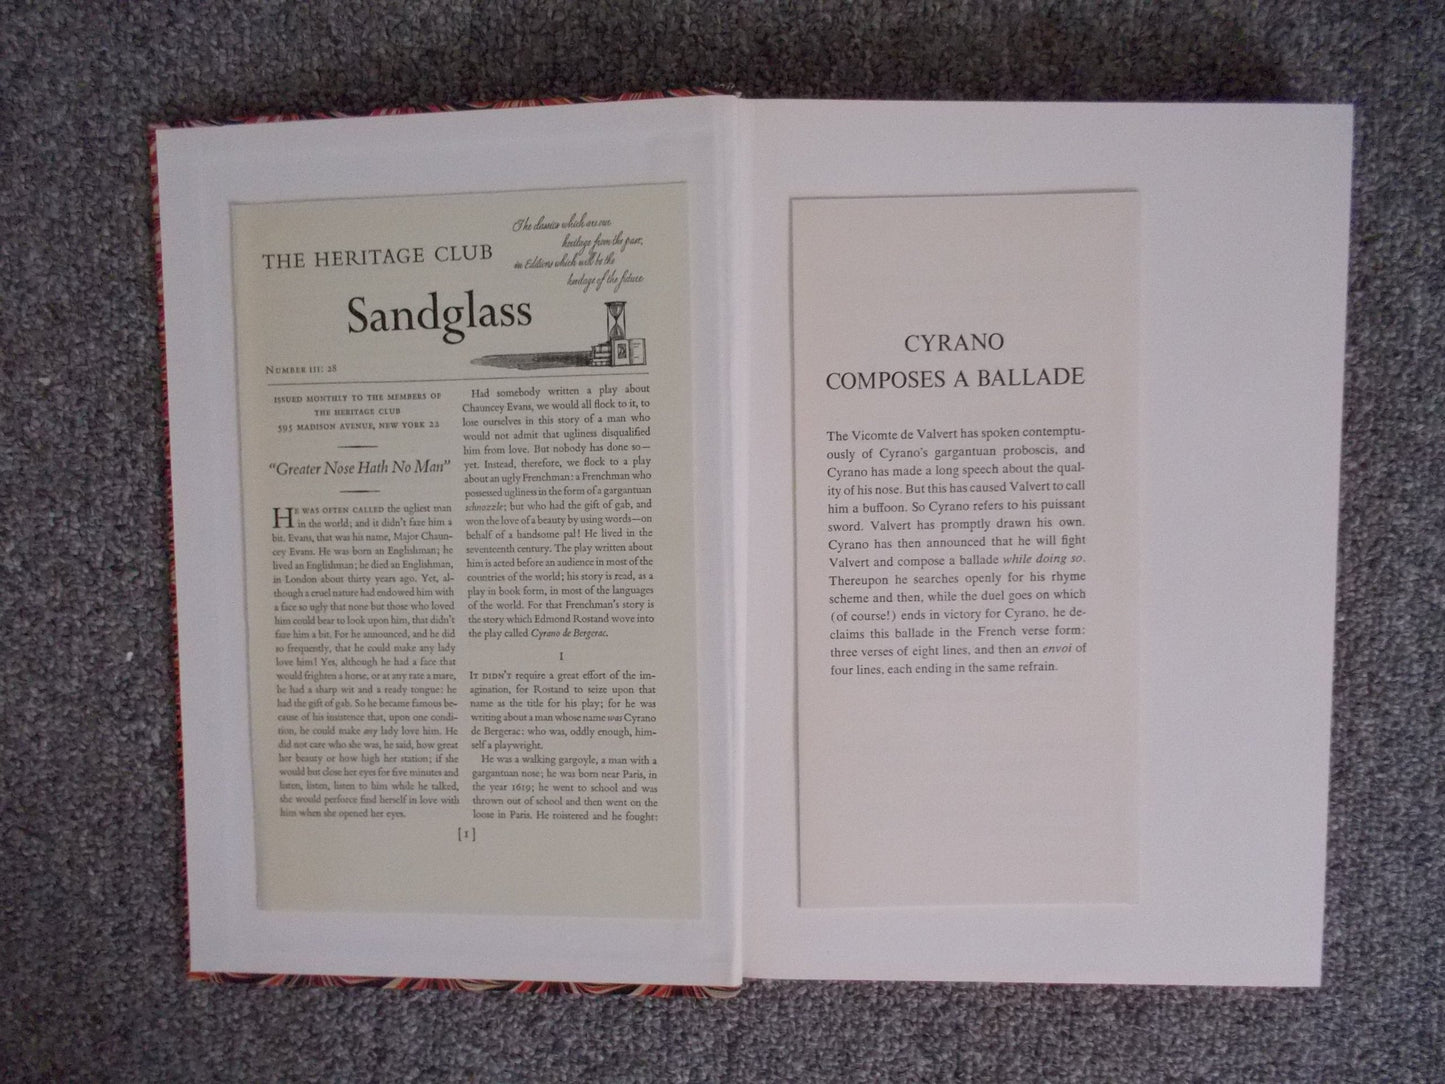 THE HERITAGE CLUB
The classics which are our
heritage from the past,
in Editions which will be the
heritage of the future
Sandglass
NUMBER III: 28
ISSUED MONTHLY TO THE MEMBERS OF
THE HERITAGE CLUB
595 MADISON AVENUE, NEW YORK 22
“Greater Nose Hath No Man”
HE WAS OFTEN CALLED the ugliest man
in the world; and it didn't faze him a
bit. Evans, that was his name, Major Chaun-
cey Evans. He was born an Englishman; he
lived an Englishman; he died an Englishman,
in London about thirty years ago. Yet, al-
though a cruel nature had endowed him with
a face so ugly that none but those who loved
him could bear to look upon him, that didn't
faze him a bit. For he announced, and he did
so frequently, that he could make any lady
love him! Yes, although he had a face that
would frighten a horse, or at any rate a mare,
he had a sharp wit and a ready tongue: he
had the gift of gab. So he became famous be-
cause of his insistence that, upon one condi-
tion, he could make any lady love him. He
did not care who she was, he said, how great
her beauty or how high her station; if she
would but close her eyes for five minutes and
listen, listen, listen to him while he talked,
she would perforce find herself in love with
him when she opened her eyes.
Had somebody written a play about
Chauncey Evans, we would all flock to it, to
lose ourselves in this story of a man who
would not admit that ugliness disqualified
him from love. But nobody has done so—
yet. Instead, therefore, we flock to a play
about an ugly Frenchman: a Frenchman who
possessed ugliness in the form of a gargantuan
schnozzle; but who had the gift of gab, and
won the love of a beauty by using words—on
behalf of a handsome pal! He lived in the
seventeenth century. The play written about
him is acted before an audience in most of the
countries of the world; his story is read, as a
play in book form, in most of the languages
of the world. For that Frenchman's story is
the story which Edmond Rostand wove into
the play called Cyrano de Bergerac.
I
IT DIDN'T require a great effort of the im-
agination, for Rostand to seize upon that
name as the title for his play; for he was
writing about a man whose name was Cyrano
de Bergerac: who was, oddly enough, him-
self a playwright.
He was a walking gargoyle, a man with a
gargantuan nose; he was born near Paris, in
the year 1619; he went to school and was
thrown out of school and then went on the
loose in Paris. He roistered and he fought:
[1]
CYRANO
COMPOSES A BALLADE
The Vicomte de Valvert has spoken contemptu-
ously of Cyrano's gargantuan proboscis, and
Cyrano has made a long speech about the qual-
ity of his nose. But this has caused Valvert to call
him a buffoon. So Cyrano refers to his puissant
sword. Valvert has promptly drawn his own.
Cyrano has then announced that he will fight
Valvert and compose a ballade while doing so.
Thereupon he searches openly for his rhyme
scheme and then, while the duel goes on which
(of course!) ends in victory for Cyrano, he de-
claims this ballade in the French verse form:
three verses of eight lines, and then an envoi of
four lines, each ending in the same refrain.